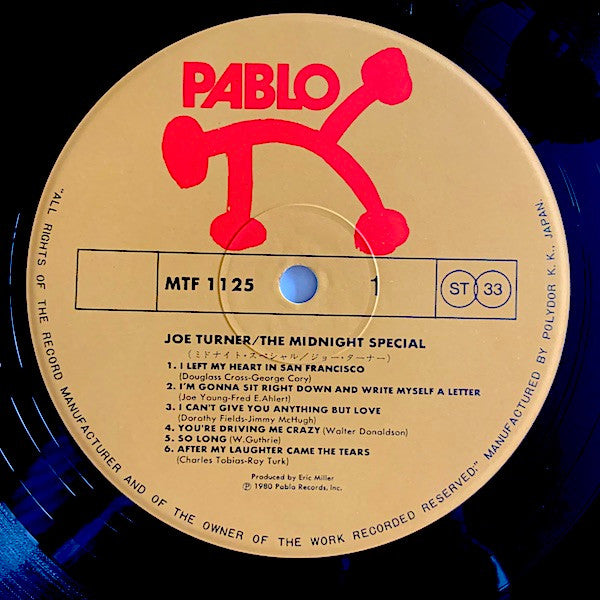 PABLO
MTF 1125
1
ST 33
JOE TURNER/THE MIDNIGHT SPECIAL
(ミドナイト・スペシャル/ジョー・ターナー)
1. I LEFT MY HEART IN SAN FRANCISCO
(Douglass Cross-George Cory)
2. I'M GONNA SIT RIGHT DOWN AND WRITE MYSELF A LETTER
(Joe Young-Fred E.Ahlert)
3. I CAN'T GIVE YOU ANYTHING BUT LOVE
(Dorothy Fields-Jimmy McHugh)
4. YOU'RE DRIVING ME CRAZY (Walter Donaldson)
5. SO LONG (W.Guthrie)
6. AFTER MY LAUGHTER CAME THE TEARS
(Charles Tobias-Roy Turk)
Produced by Eric Miller
Ⓟ 1980 Pablo Records, Inc.
"ALL RIGHTS OF THE RECORD MANUFACTURER AND OF THE OWNER OF THE WORK RECORDED RESERVED." MANUFACTURED BY POLYDOR K.K., JAPAN.